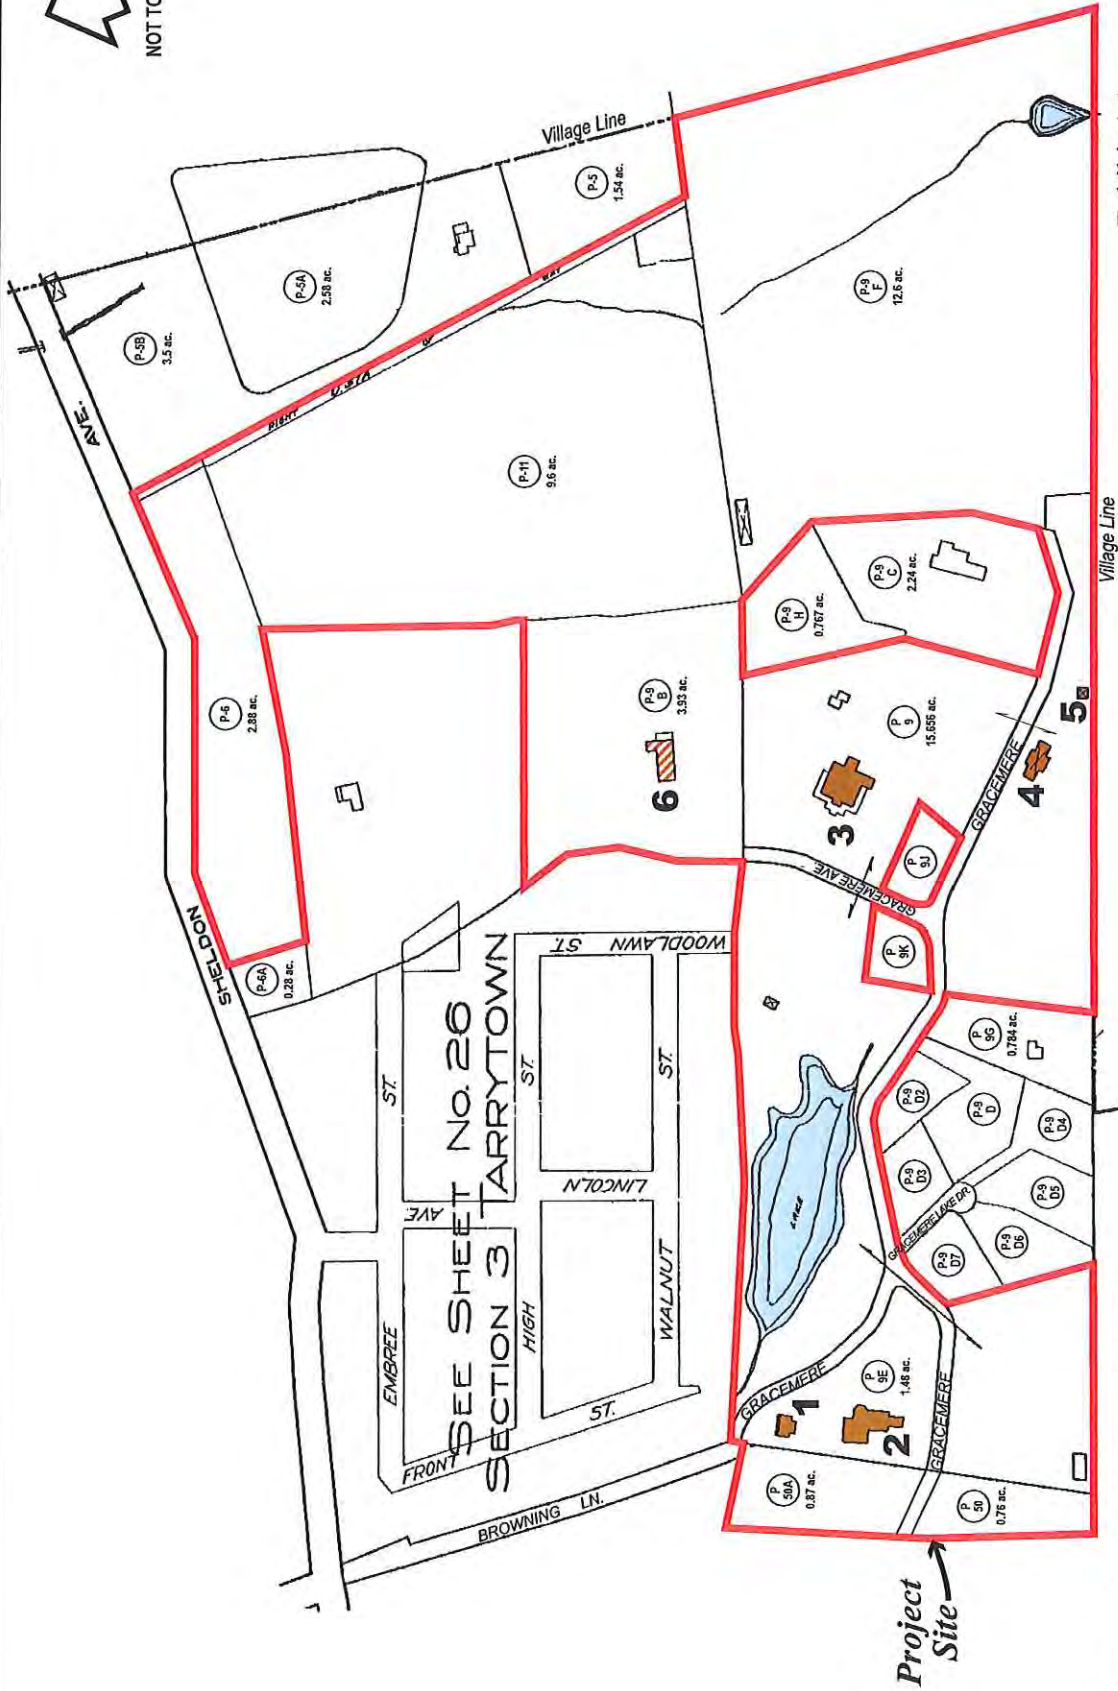 NOT TO
SHELDON
AVE.
Village Line
P-5B
3.5 ac.
P-5A
2.58 ac.
P-5
1.54 ac.
RIGHT
WAY
P-6
2.88 ac.
P-6A
0.28 ac.
P-11
9.6 ac.
P-9
F
12.6 ac.
P-9
B
3.93 ac.
6
P-9
H
0.767 ac.
P-9
C
2.24 ac.
P
9
15.656 ac.
3
4
5
Village Line
GRACEMERE
GRACEMERE AVE.
P
9J
P
9K
P
9G
0.784 ac.
P-9
D2
P-9
D
P-9
D4
P-9
D3
P-9
D5
P-9
D6
P-9
D7
GRACEMERE LAKE DR.
LAKE
SEE SHEET No. 26
SECTION 3 TARRYTOWN
EMBREE
ST.
AVE
LINCOLN
HIGH
ST.
WOODLAWN
ST.
WALNUT
ST.
FRONT
ST.
BROWNING LN.
GRACEMERE
1
2
P
9E
1.46 ac.
GRACEMERE
P
50A
0.87 ac.
P
50
0.76 ac.
Project
Site